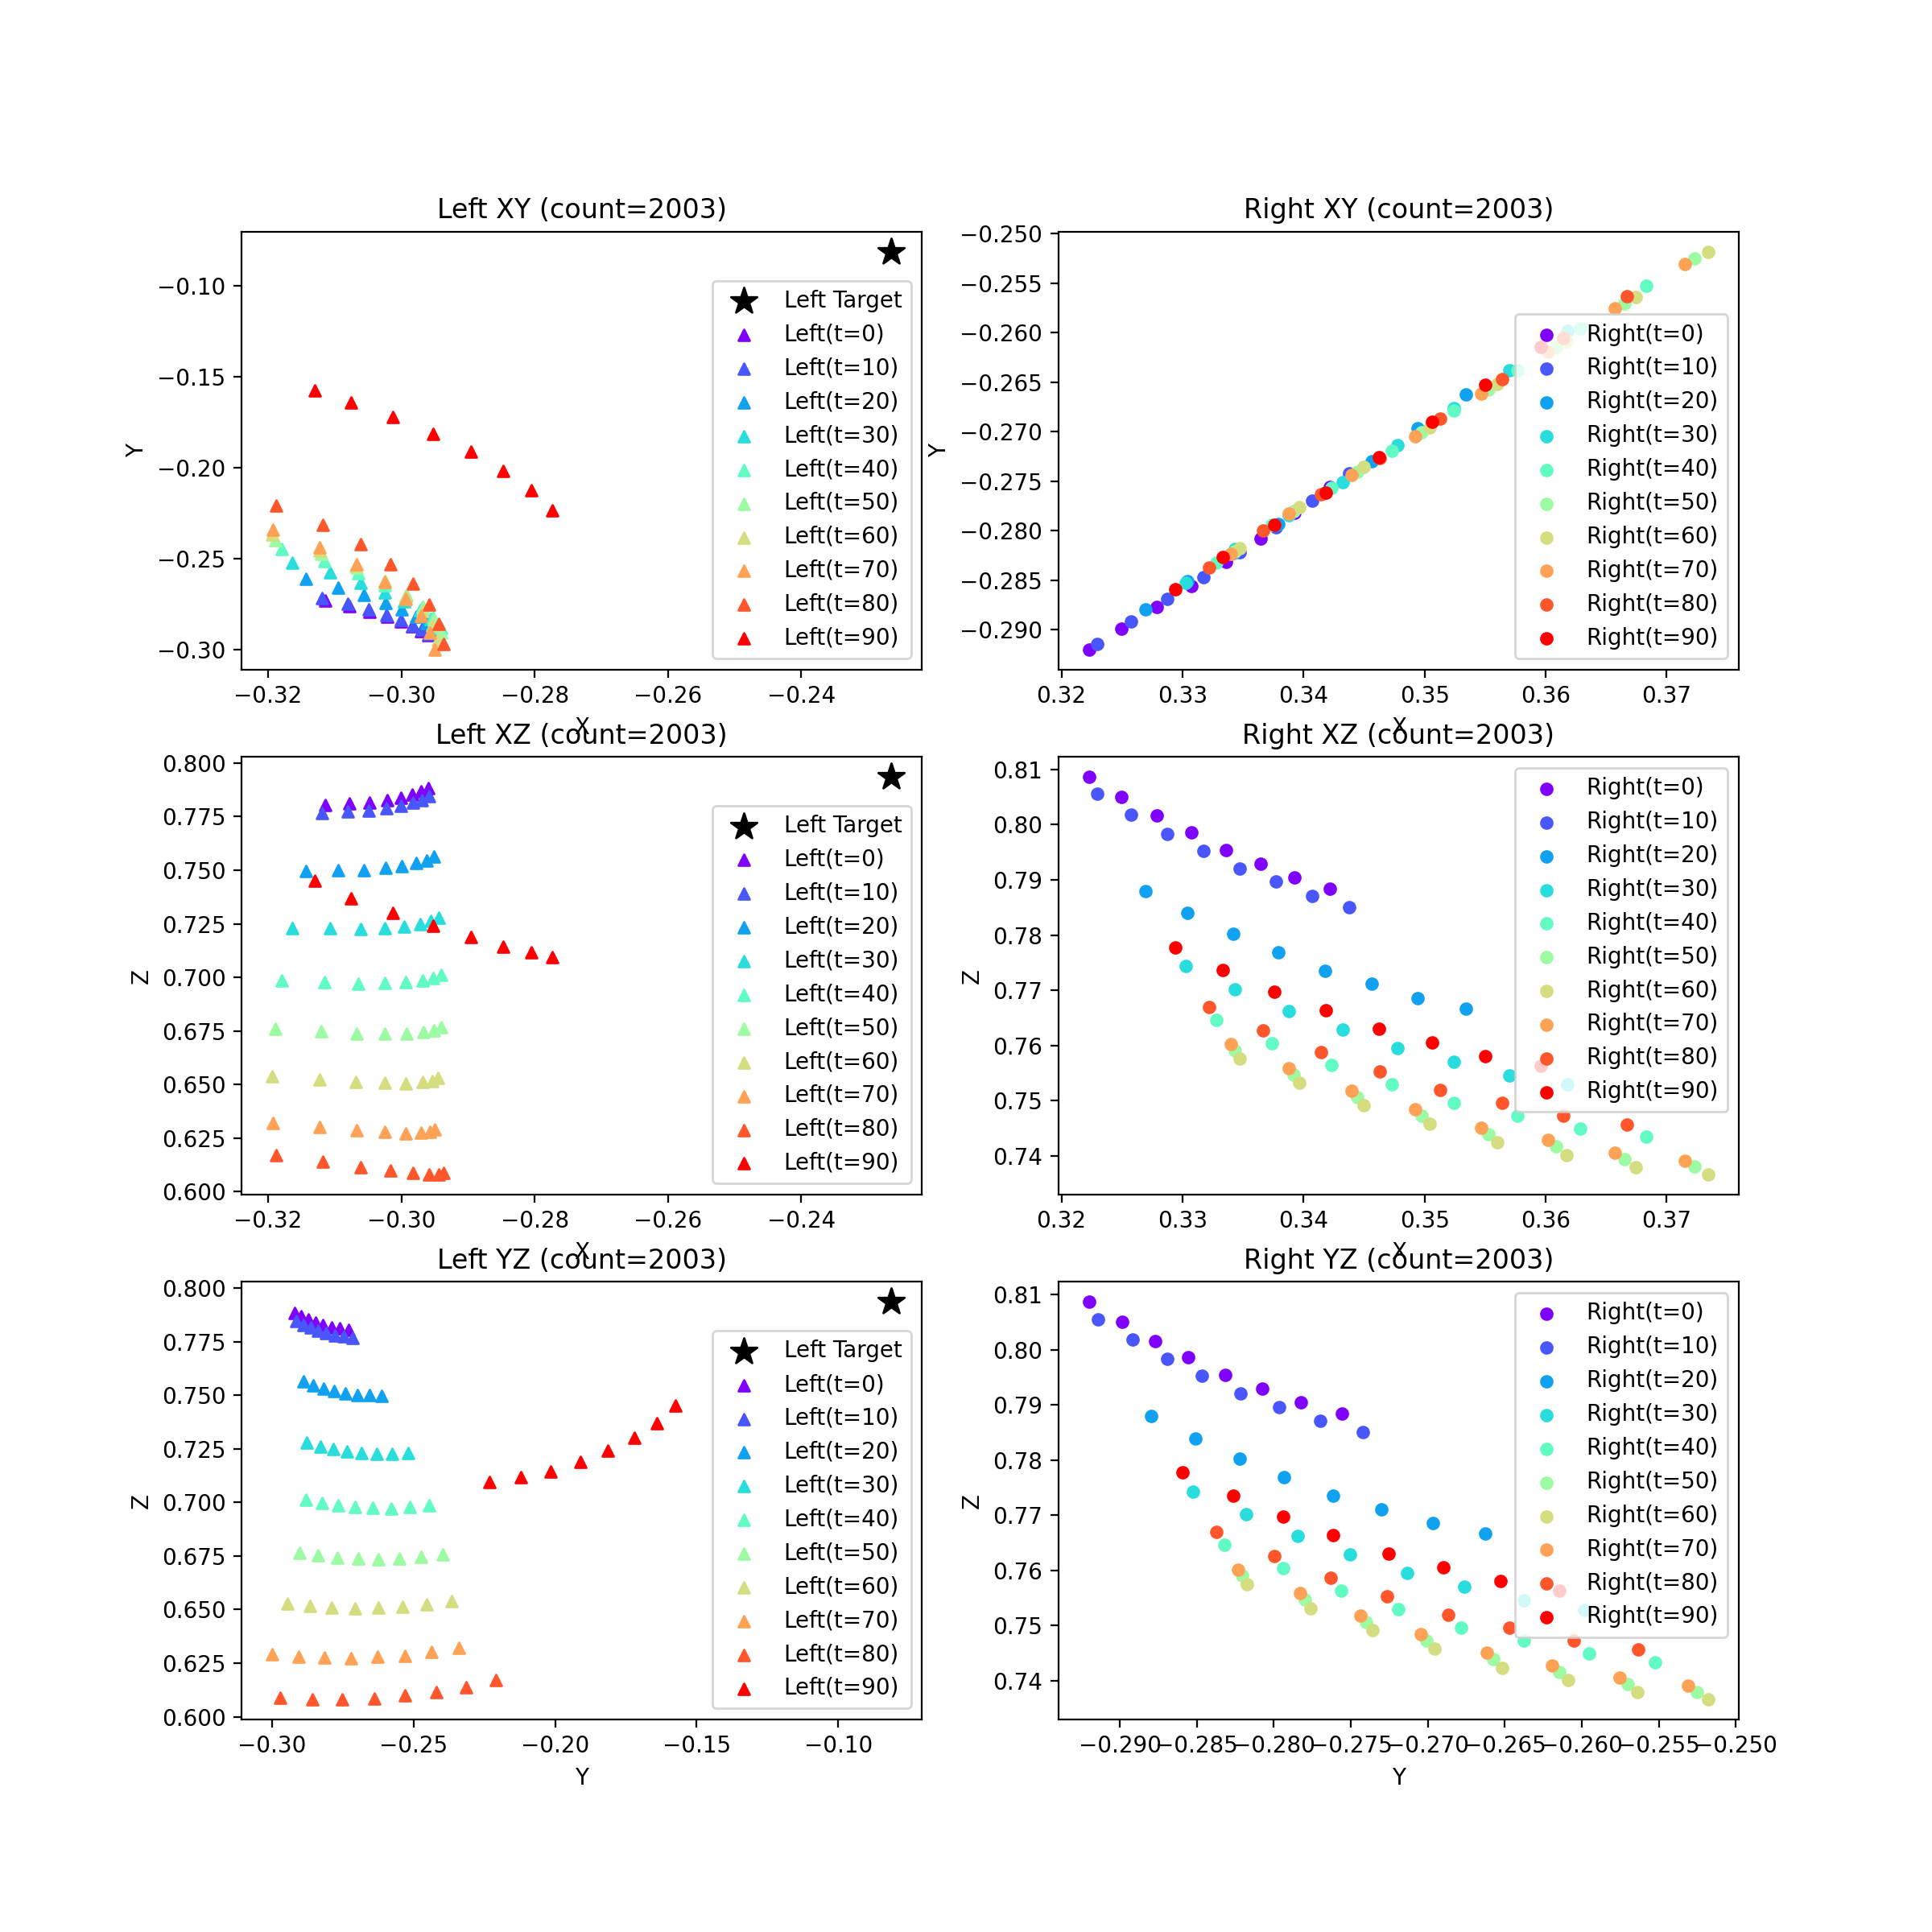 Left XY (count=2003)
−0.10
−0.15
−0.20
−0.25
−0.30
Y
−0.32
−0.30
−0.28
−0.26
−0.24
X
Left Target
Left(t=0)
Left(t=10)
Left(t=20)
Left(t=30)
Left(t=40)
Left(t=50)
Left(t=60)
Left(t=70)
Left(t=80)
Left(t=90)
Right XY (count=2003)
−0.250
−0.255
−0.260
−0.265
−0.270
−0.275
−0.280
−0.285
−0.290
Y
0.32
0.33
0.34
0.35
0.36
0.37
X
Right(t=0)
Right(t=10)
Right(t=20)
Right(t=30)
Right(t=40)
Right(t=50)
Right(t=60)
Right(t=70)
Right(t=80)
Right(t=90)
Left XZ (count=2003)
0.800
0.775
0.750
0.725
0.700
0.675
0.650
0.625
0.600
Z
−0.32
−0.30
−0.28
−0.26
−0.24
X
Left Target
Left(t=0)
Left(t=10)
Left(t=20)
Left(t=30)
Left(t=40)
Left(t=50)
Left(t=60)
Left(t=70)
Left(t=80)
Left(t=90)
Right XZ (count=2003)
0.81
0.80
0.79
0.78
0.77
0.76
0.75
0.74
Z
0.32
0.33
0.34
0.35
0.36
0.37
X
Right(t=0)
Right(t=10)
Right(t=20)
Right(t=30)
Right(t=40)
Right(t=50)
Right(t=60)
Right(t=70)
Right(t=80)
Right(t=90)
Left YZ (count=2003)
0.800
0.775
0.750
0.725
0.700
0.675
0.650
0.625
0.600
Z
−0.30
−0.25
−0.20
−0.15
−0.10
Y
Left Target
Left(t=0)
Left(t=10)
Left(t=20)
Left(t=30)
Left(t=40)
Left(t=50)
Left(t=60)
Left(t=70)
Left(t=80)
Left(t=90)
Right YZ (count=2003)
0.81
0.80
0.79
0.78
0.77
0.76
0.75
0.74
Z
−0.290
−0.285
−0.280
−0.275
−0.270
−0.265
−0.260
−0.255
−0.250
Y
Right(t=0)
Right(t=10)
Right(t=20)
Right(t=30)
Right(t=40)
Right(t=50)
Right(t=60)
Right(t=70)
Right(t=80)
Right(t=90)